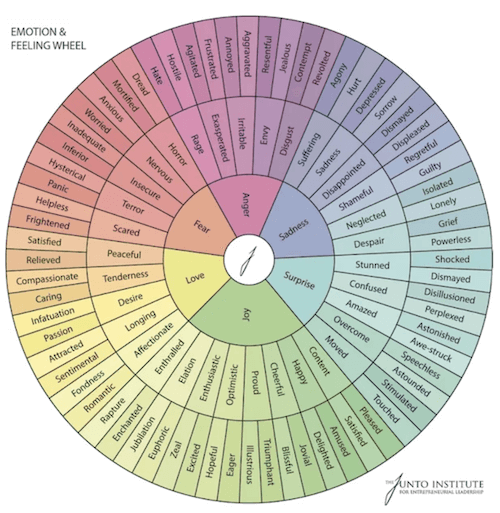 EMOTION &
FEELING WHEEL
Anger
Sadness
Surprise
Joy
Love
Fear
Rage
Exasperated
Irritable
Envy
Disgust
Suffering
Sadness
Disappointed
Shameful
Neglected
Despair
Stunned
Confused
Amazed
Overcome
Moved
Content
Happy
Cheerful
Proud
Optimistic
Enthusiastic
Elation
Enthralled
Affectionate
Longing
Desire
Tenderness
Peaceful
Scared
Terror
Insecure
Nervous
Horror
Hate
Hostile
Agitated
Frustrated
Annoyed
Aggravated
Resentful
Jealous
Contempt
Revolted
Agony
Hurt
Depressed
Sorrow
Dismayed
Displeased
Regretful
Guilty
Isolated
Lonely
Grief
Powerless
Shocked
Dismayed
Disillusioned
Perplexed
Astonished
Awe-struck
Speechless
Astounded
Stimulated
Touched
Pleased
Satisfied
Amused
Delighted
Jovial
Blissful
Triumphant
Illustrious
Eager
Hopeful
Excited
Zeal
Euphoric
Jubilation
Enchanted
Rapture
Romantic
Fondness
Sentimental
Attracted
Passion
Infatuation
Caring
Compassionate
Relieved
Satisfied
Frightened
Helpless
Panic
Hysterical
Inferior
Inadequate
Worried
Anxious
Mortified
Dread
THE JUNTO INSTITUTE
FOR ENTREPRENEURIAL LEADERSHIP